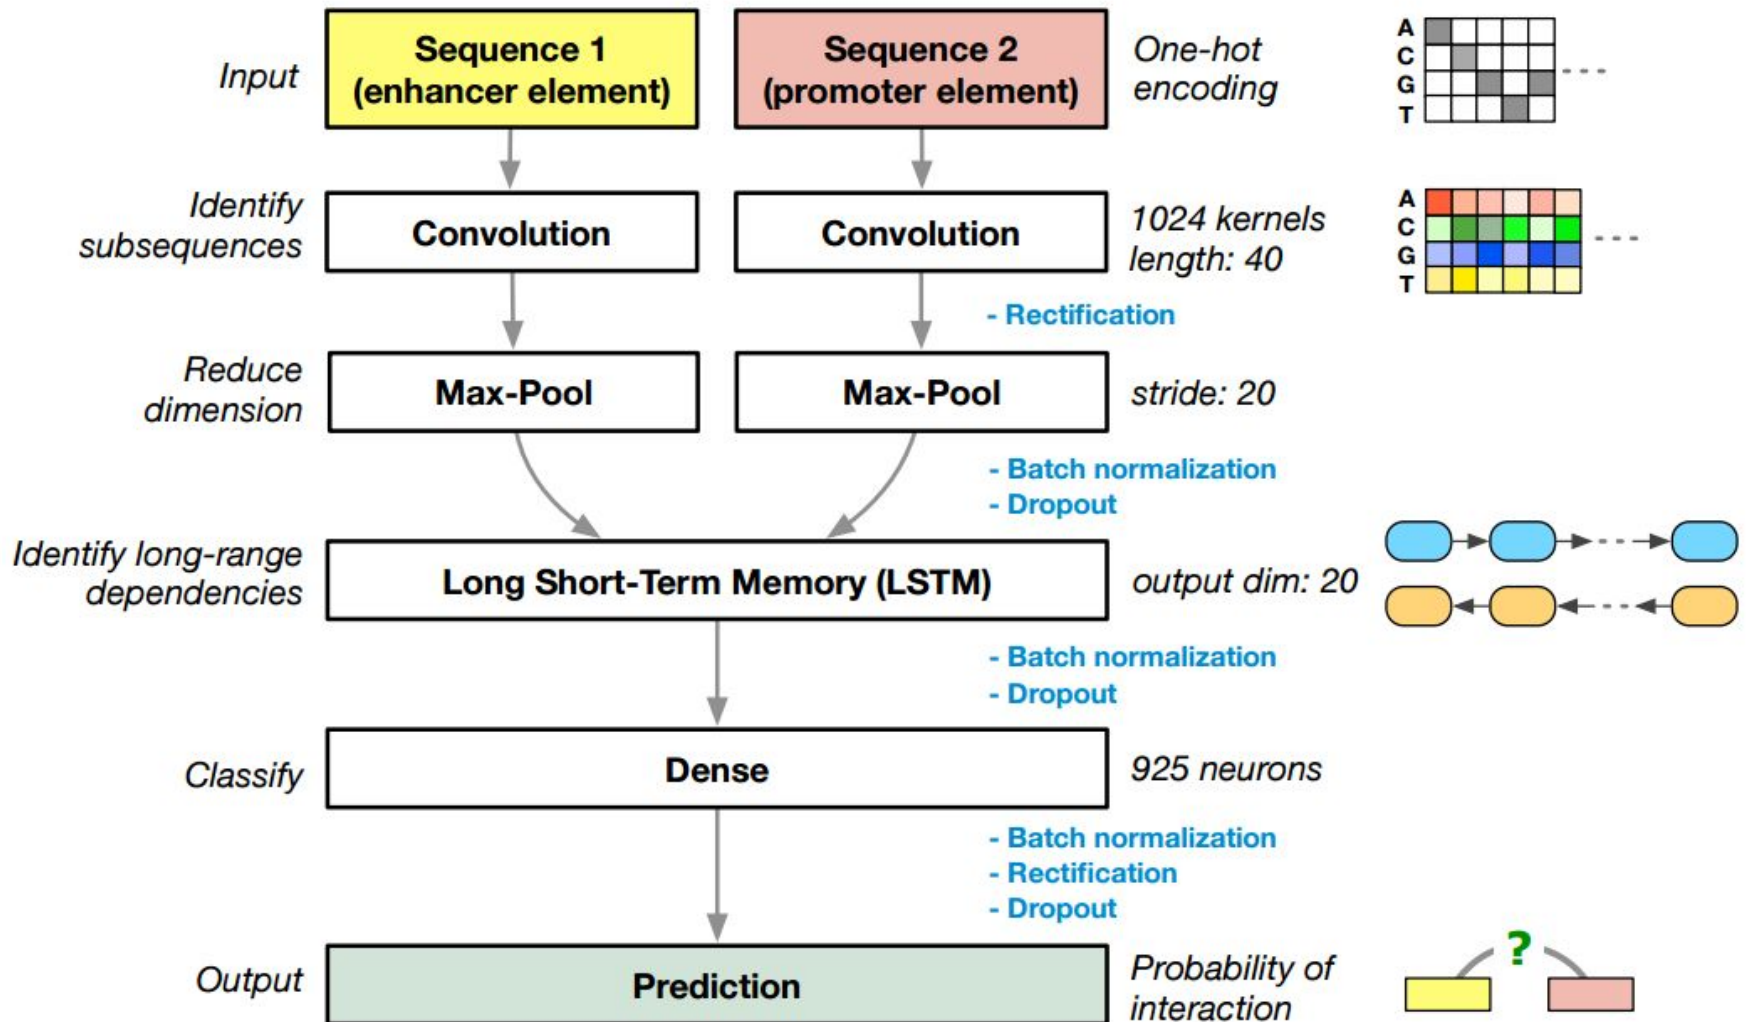 Input
Sequence 1
(enhancer element)
Sequence 2
(promoter element)
One-hot
encoding
A
C
G
T
Identify
subsequences
Convolution
Convolution
1024 kernels
length: 40
A
C
G
T
- Rectification
Reduce
dimension
Max-Pool
Max-Pool
stride: 20
- Batch normalization
- Dropout
Identify long-range
dependencies
Long Short-Term Memory (LSTM)
output dim: 20
- Batch normalization
- Dropout
Classify
Dense
925 neurons
- Batch normalization
- Rectification
- Dropout
Output
Prediction
Probability of
interaction
?